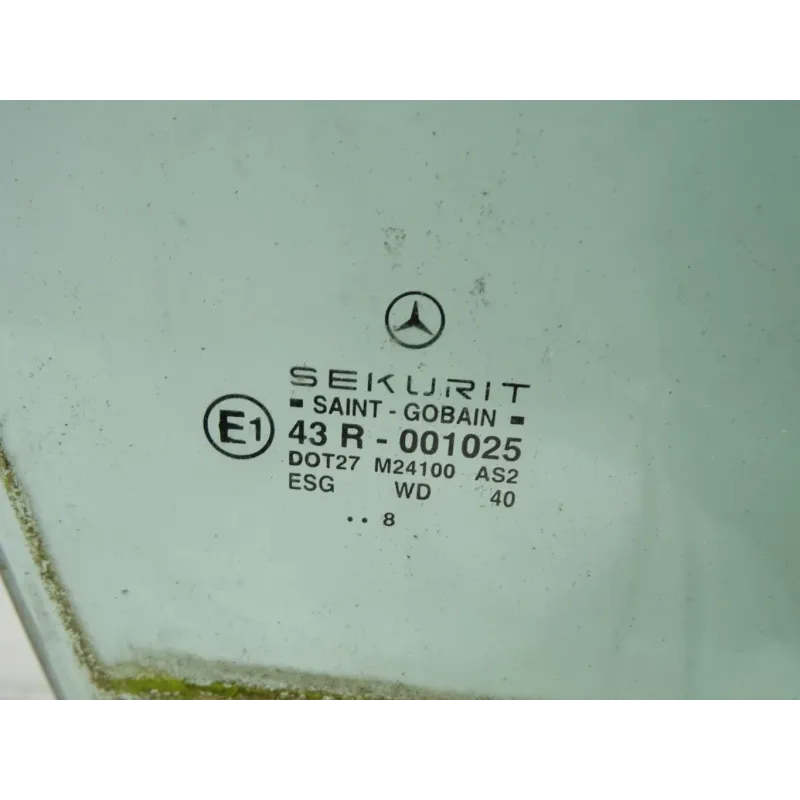 SEKURIT
SAINT - GOBAIN
E1 43 R - 001025
DOT27 M24100 AS2
ESG WD 40
.. 8